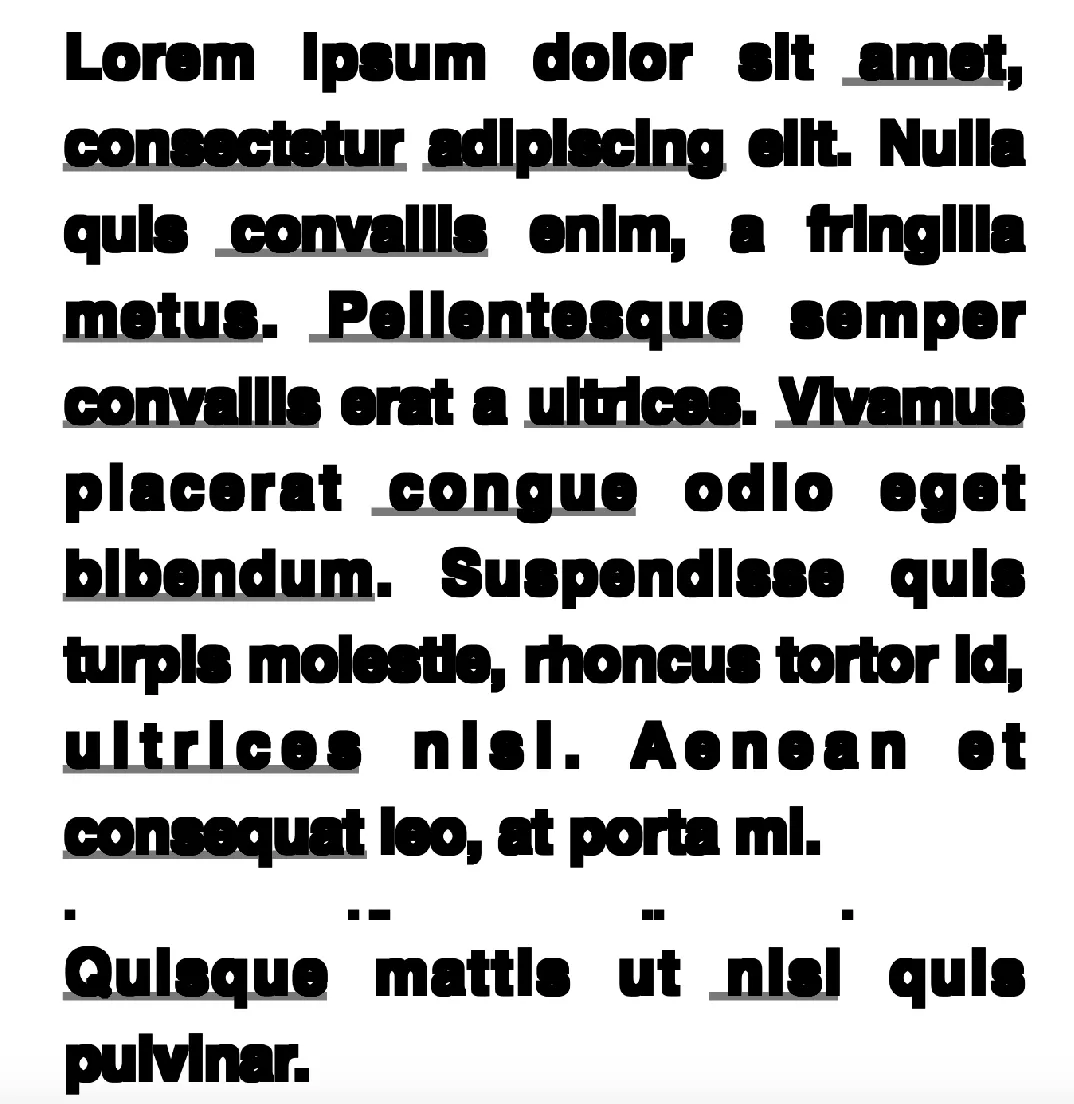 Lorem ipsum dolor sit amet,
consectetur adipiscing elit. Nulla
quis convallis enim, a fringilla
metus. Pellentesque semper
convallis erat a ultrices. Vivamus
placerat congue odio eget
bibendum. Suspendisse quis
turpis molestie, rhoncus tortor id,
ultrices nisi. Aenean et
consequat leo, at porta mi.
Quisque mattis ut nisi quis
pulvinar.